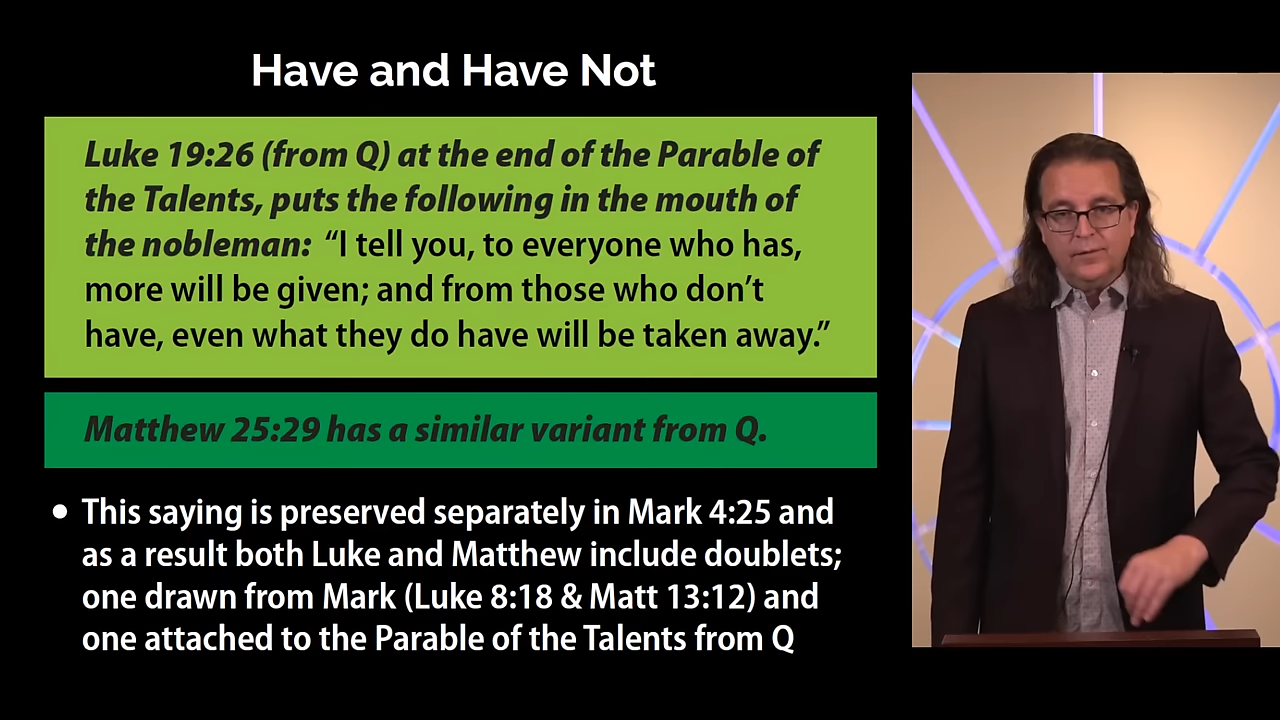 Have and Have Not
Luke 19:26 (from Q) at the end of the Parable of
the Talents, puts the following in the mouth of
the nobleman: “I tell you, to everyone who has,
more will be given; and from those who don’t
have, even what they do have will be taken away.”
Matthew 25:29 has a similar variant from Q.
• This saying is preserved separately in Mark 4:25 and
as a result both Luke and Matthew include doublets;
one drawn from Mark (Luke 8:18 & Matt 13:12) and
one attached to the Parable of the Talents from Q